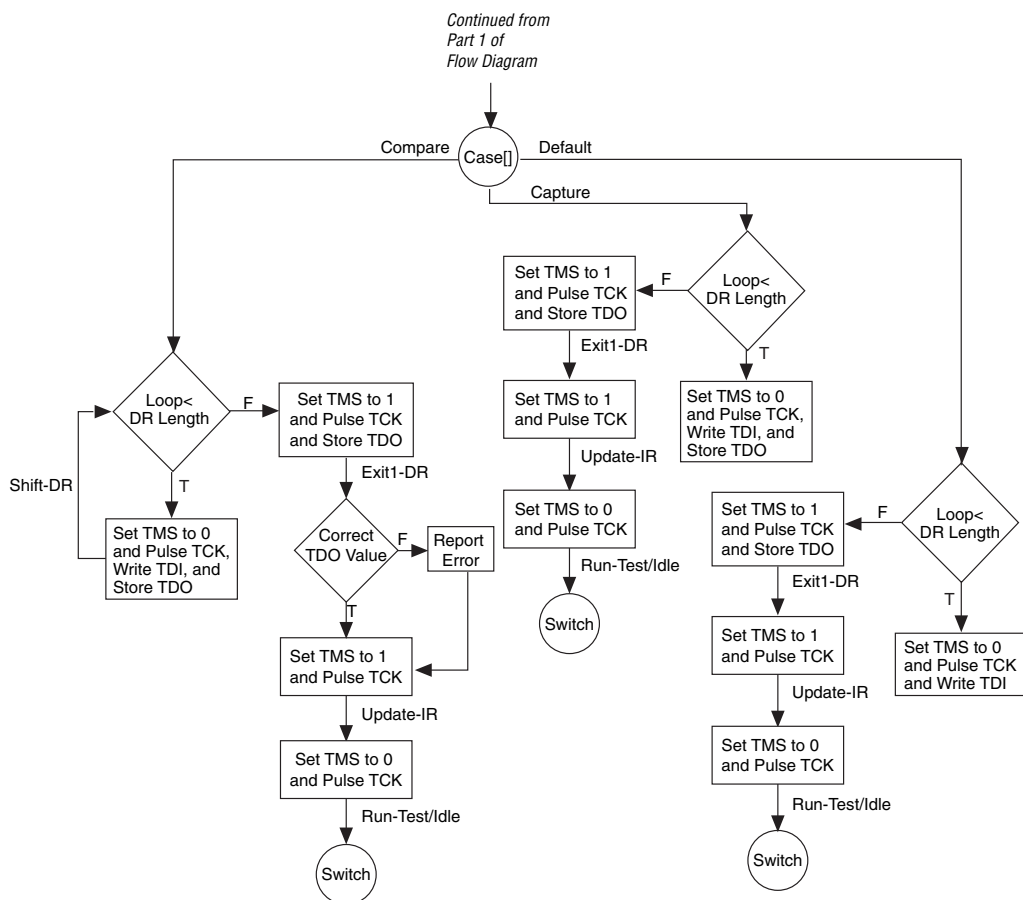 Continued from
Part 1 of
Flow Diagram
Compare
Case[]
Default
Capture
Loop<
DR Length
F
T
Set TMS to 1
and Pulse TCK
and Store TDO
Exit1-DR
Set TMS to 1
and Pulse TCK
Update-IR
Set TMS to 0
and Pulse TCK
Run-Test/Idle
Switch
Set TMS to 0
and Pulse TCK,
Write TDI, and
Store TDO
Loop<
DR Length
F
T
Shift-DR
Set TMS to 0
and Pulse TCK,
Write TDI, and
Store TDO
Set TMS to 1
and Pulse TCK
and Store TDO
Exit1-DR
Correct
TDO Value
F
Report
Error
T
Set TMS to 1
and Pulse TCK
Update-IR
Set TMS to 0
and Pulse TCK
Run-Test/Idle
Switch
Loop<
DR Length
F
T
Set TMS to 1
and Pulse TCK
and Store TDO
Exit1-DR
Set TMS to 1
and Pulse TCK
Update-IR
Set TMS to 0
and Pulse TCK
Run-Test/Idle
Switch
Set TMS to 0
and Pulse TCK
and Write TDI